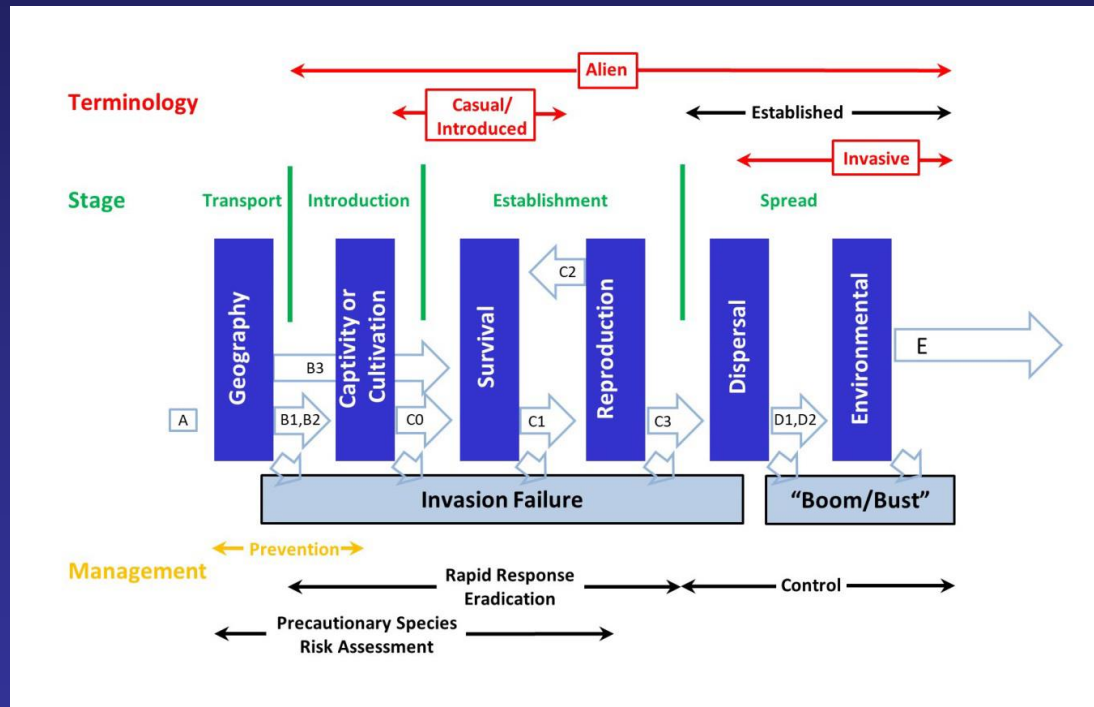 Alien
Terminology
Casual/
Introduced
Established
Invasive
Stage
Transport
Introduction
Establishment
Spread
Geography
Captivity or
Cultivation
Survival
Reproduction
Dispersal
Environmental
C2
B3
E
A
B1,B2
C0
C1
C3
D1,D2
Invasion Failure
“Boom/Bust”
Prevention
Management
Rapid Response
Eradication
Control
Precautionary Species
Risk Assessment